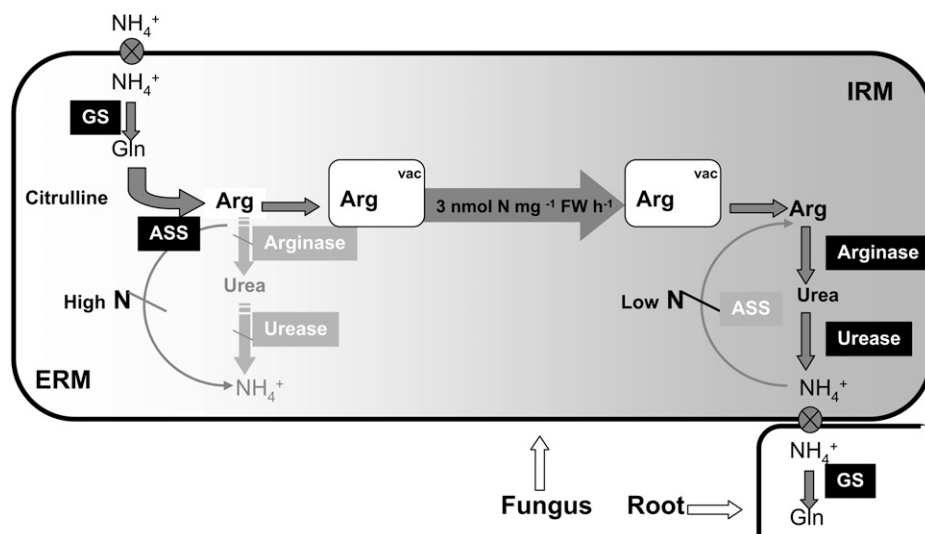 NH₄⁺
NH₄⁺
IRM
GS
Gln
vac
vac
Citrulline
Arg
Arg
3 nmol N mg ⁻¹ FW h⁻¹
Arg
Arg
ASS
Arginase
Arginase
Urea
Urea
High N
Low N
ASS
Urease
Urease
ERM
NH₄⁺
NH₄⁺
NH₄⁺
GS
Fungus
Root
Gln